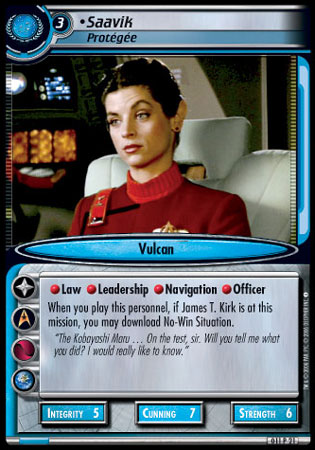 3 •Saavik
Protégée
Vulcan
Law Leadership Navigation Officer
When you play this personnel, if James T. Kirk is at this
mission, you may download No-Win Situation.
"The Kobayashi Maru ... On the test, sir. Will you tell me what
you did? I would really like to know."
INTEGRITY 5 CUNNING 7 STRENGTH 6